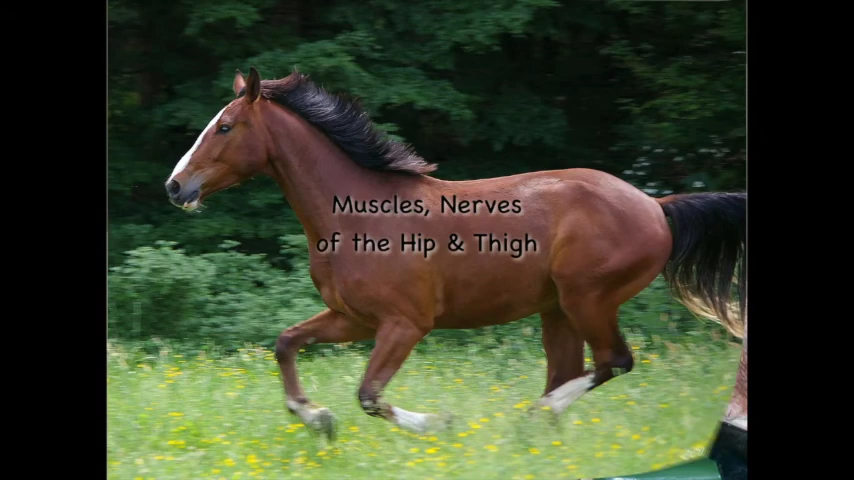 Muscles, Nerves
of the Hip & Thigh